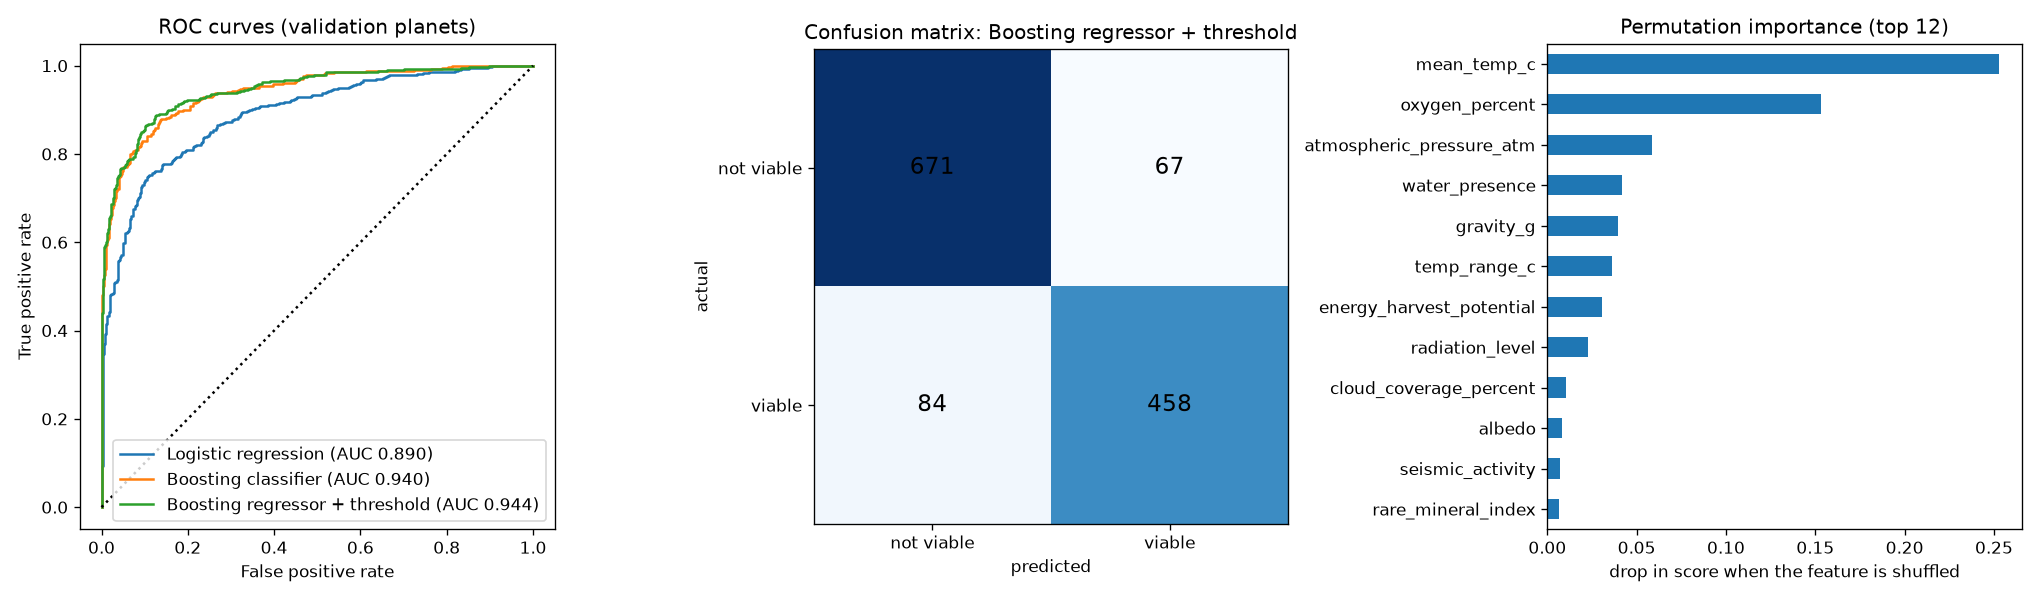 ROC curves (validation planets)
True positive rate
1.0
0.8
0.6
0.4
0.2
0.0
Logistic regression (AUC 0.890)
Boosting classifier (AUC 0.940)
Boosting regressor + threshold (AUC 0.944)
0.0 0.2 0.4 0.6 0.8 1.0
False positive rate
Confusion matrix: Boosting regressor + threshold
actual
not viable 671 67
viable 84 458
not viable viable
predicted
Permutation importance (top 12)
mean_temp_c
oxygen_percent
atmospheric_pressure_atm
water_presence
gravity_g
temp_range_c
energy_harvest_potential
radiation_level
cloud_coverage_percent
albedo
seismic_activity
rare_mineral_index
0.00 0.05 0.10 0.15 0.20 0.25
drop in score when the feature is shuffled